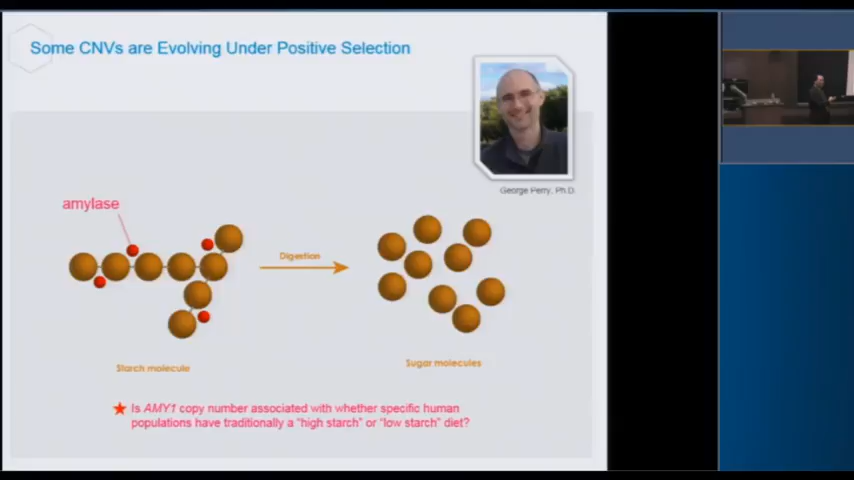 Some CNVs are Evolving Under Positive Selection
George Perry, Ph.D.
amylase
Digestion
Starch molecule
Sugar molecules
Is AMY1 copy number associated with whether specific human
populations have traditionally a "high starch" or "low starch" diet?